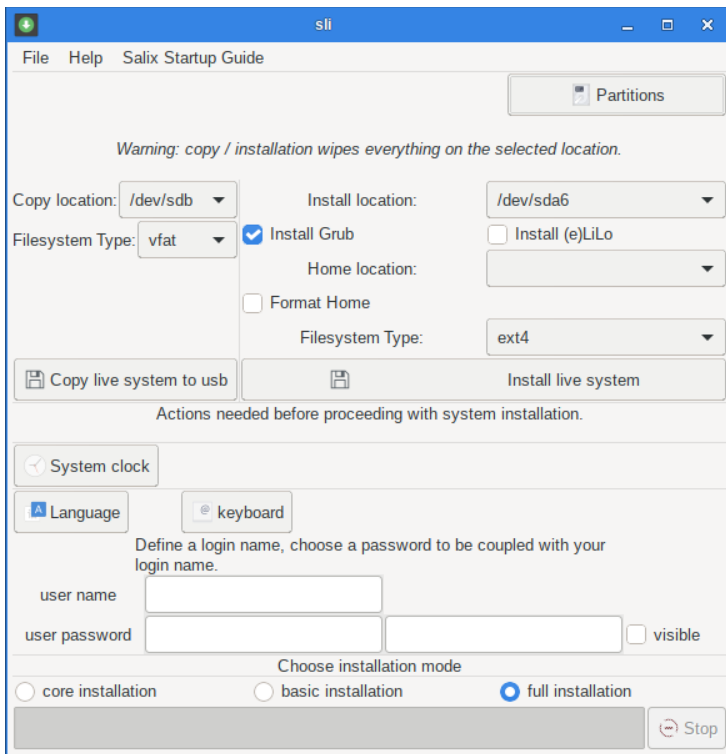 sli
File Help Salix Startup Guide
Partitions
Warning: copy / installation wipes everything on the selected location.
Copy location: /dev/sdb Install location: /dev/sda6
Filesystem Type: vfat Install Grub Install (e)LiLo
Home location:
Format Home
Filesystem Type: ext4
Copy live system to usb Install live system
Actions needed before proceeding with system installation.
System clock
Language keyboard
Define a login name, choose a password to be coupled with your
login name.
user name
user password visible
Choose installation mode
core installation basic installation full installation
Stop